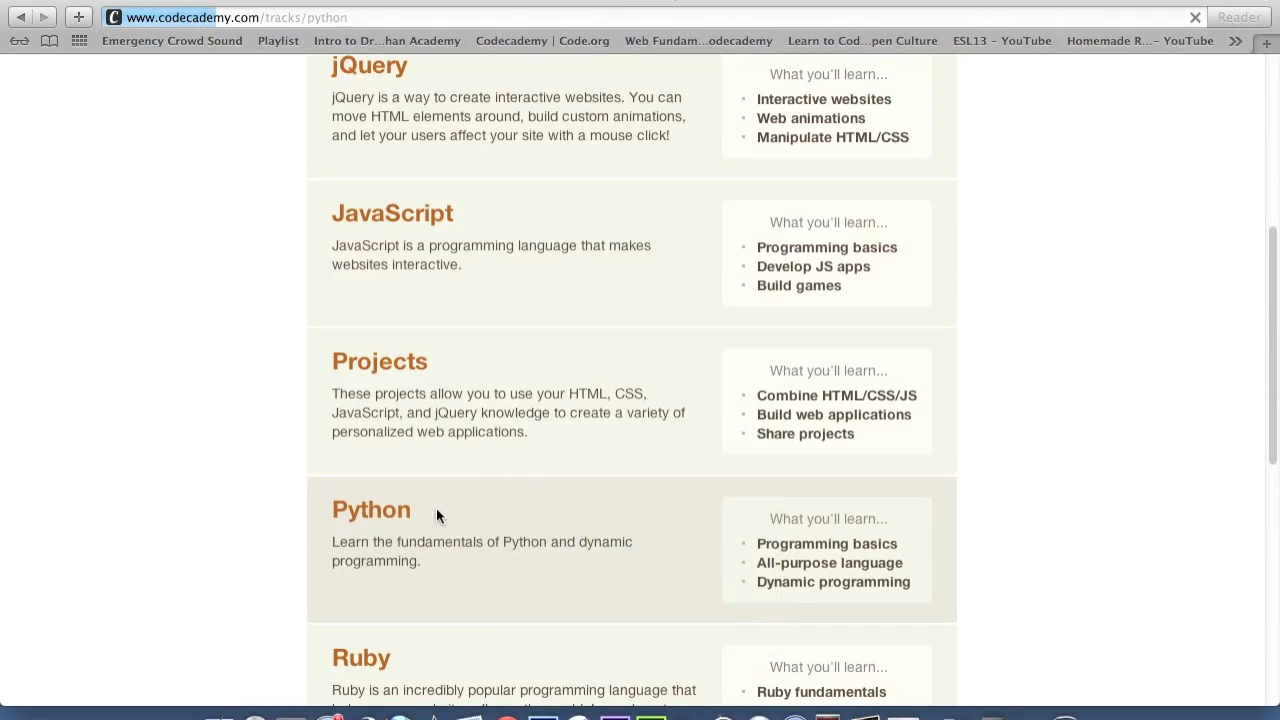 www.codecademy.com/tracks/python
Reader
Emergency Crowd Sound
Playlist
Intro to Dr...han Academy
Codecademy | Code.org
Web Fundam...odecademy
Learn to Cod...pen Culture
ESL13 – YouTube
Homemade R...– YouTube
jQuery
jQuery is a way to create interactive websites. You can
move HTML elements around, build custom animations,
and let your users affect your site with a mouse click!
What you'll learn...
Interactive websites
Web animations
Manipulate HTML/CSS
JavaScript
JavaScript is a programming language that makes
websites interactive.
What you'll learn...
Programming basics
Develop JS apps
Build games
Projects
These projects allow you to use your HTML, CSS,
JavaScript, and jQuery knowledge to create a variety of
personalized web applications.
What you'll learn...
Combine HTML/CSS/JS
Build web applications
Share projects
Python
Learn the fundamentals of Python and dynamic
programming.
What you'll learn...
Programming basics
All-purpose language
Dynamic programming
Ruby
Ruby is an incredibly popular programming language that
What you'll learn...
Ruby fundamentals